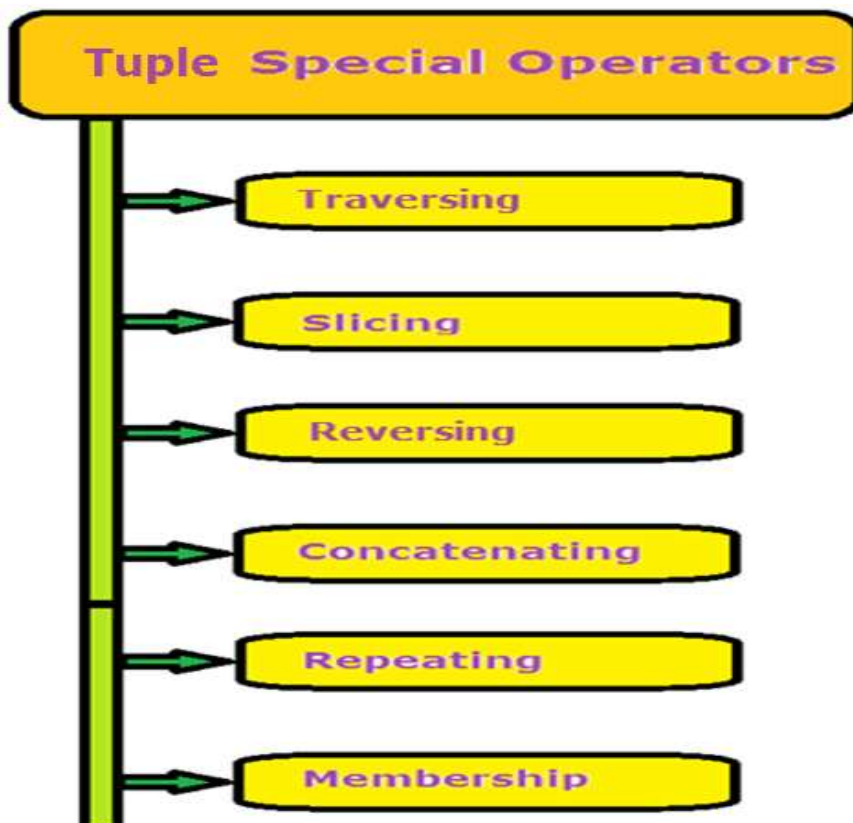 Tuple Special Operators
Traversing
Slicing
Reversing
Concatenating
Repeating
Membership